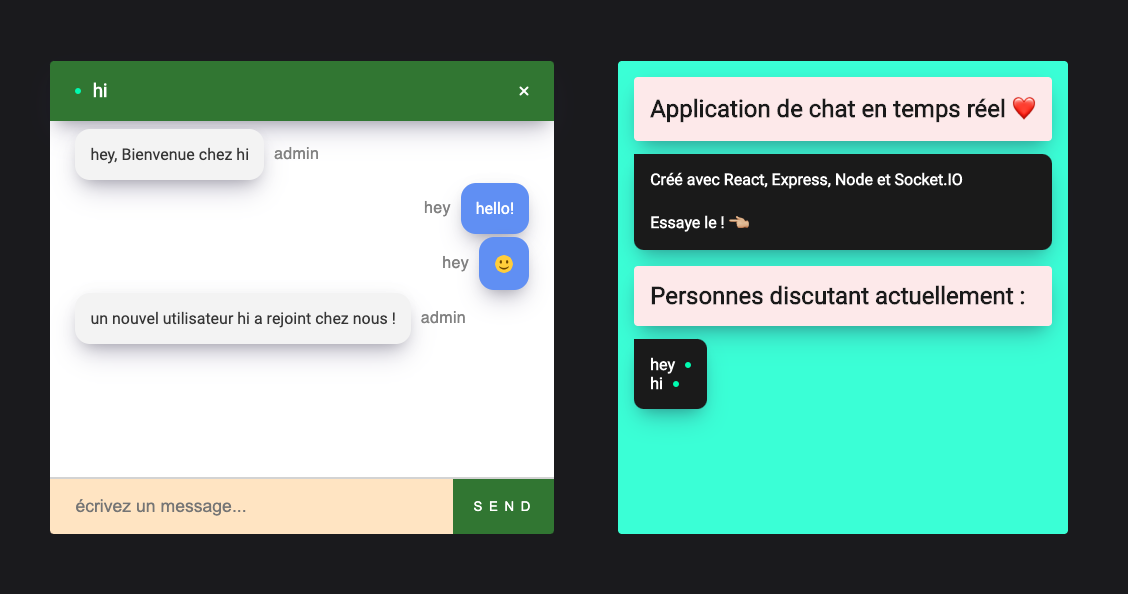 hi
×
hey, Bienvenue chez hi
admin
hey
hello!
hey
🙂
un nouvel utilisateur hi a rejoint chez nous !
admin
écrivez un message...
SEND
Application de chat en temps réel ❤️
Créé avec React, Express, Node et Socket.IO
Essaye le ! 👈🏼
Personnes discutant actuellement :
hey
hi